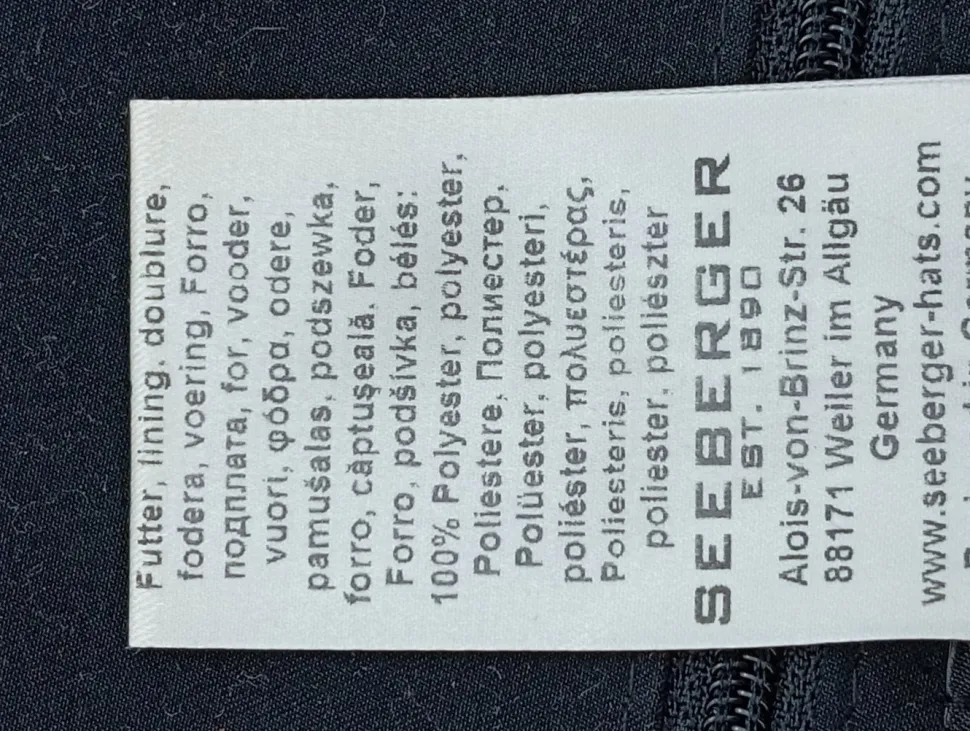 Futter, lining, doublure,
fodera, voering, Forro,
подплата, for, vooder,
vuori, φόδρα, odere,
pamušalas, podszewka,
forro, căptuşeală. Foder,
Forro, podšívka, bélés:
100% Polyester, polyester,
Poliestere, Полиестер,
Polüester, polyesteri,
poliéster, πολυεστέρας,
Poliesteris, poliesteris,
poliester, poliészter
SEEBERGER
EST. 1890
Alois-von-Brinz-Str. 26
88171 Weiler im Allgäu
Germany
www.seeberger-hats.com